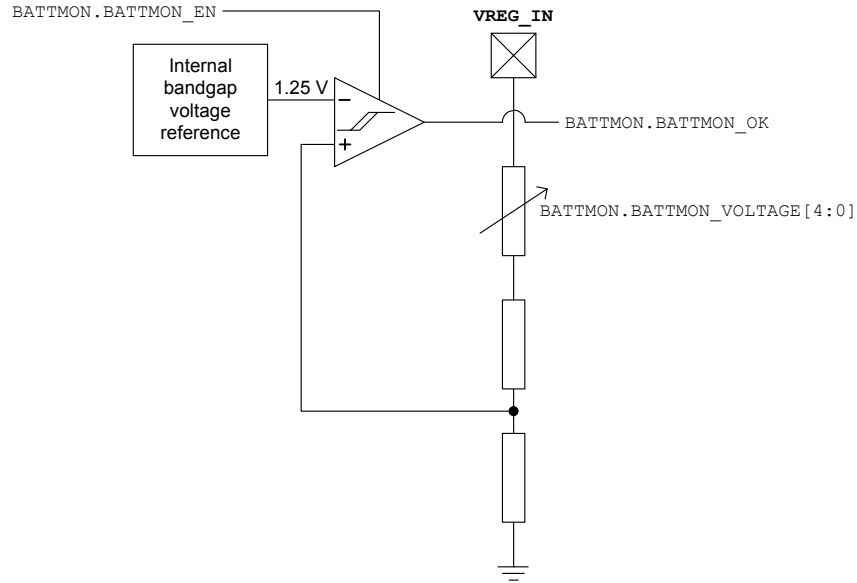 BATTMON.BATTMON_EN
VREG_IN
Internal
bandgap
voltage
reference
1.25 V
−
+
BATTMON.BATTMON_OK
BATTMON.BATTMON_VOLTAGE[4:0]